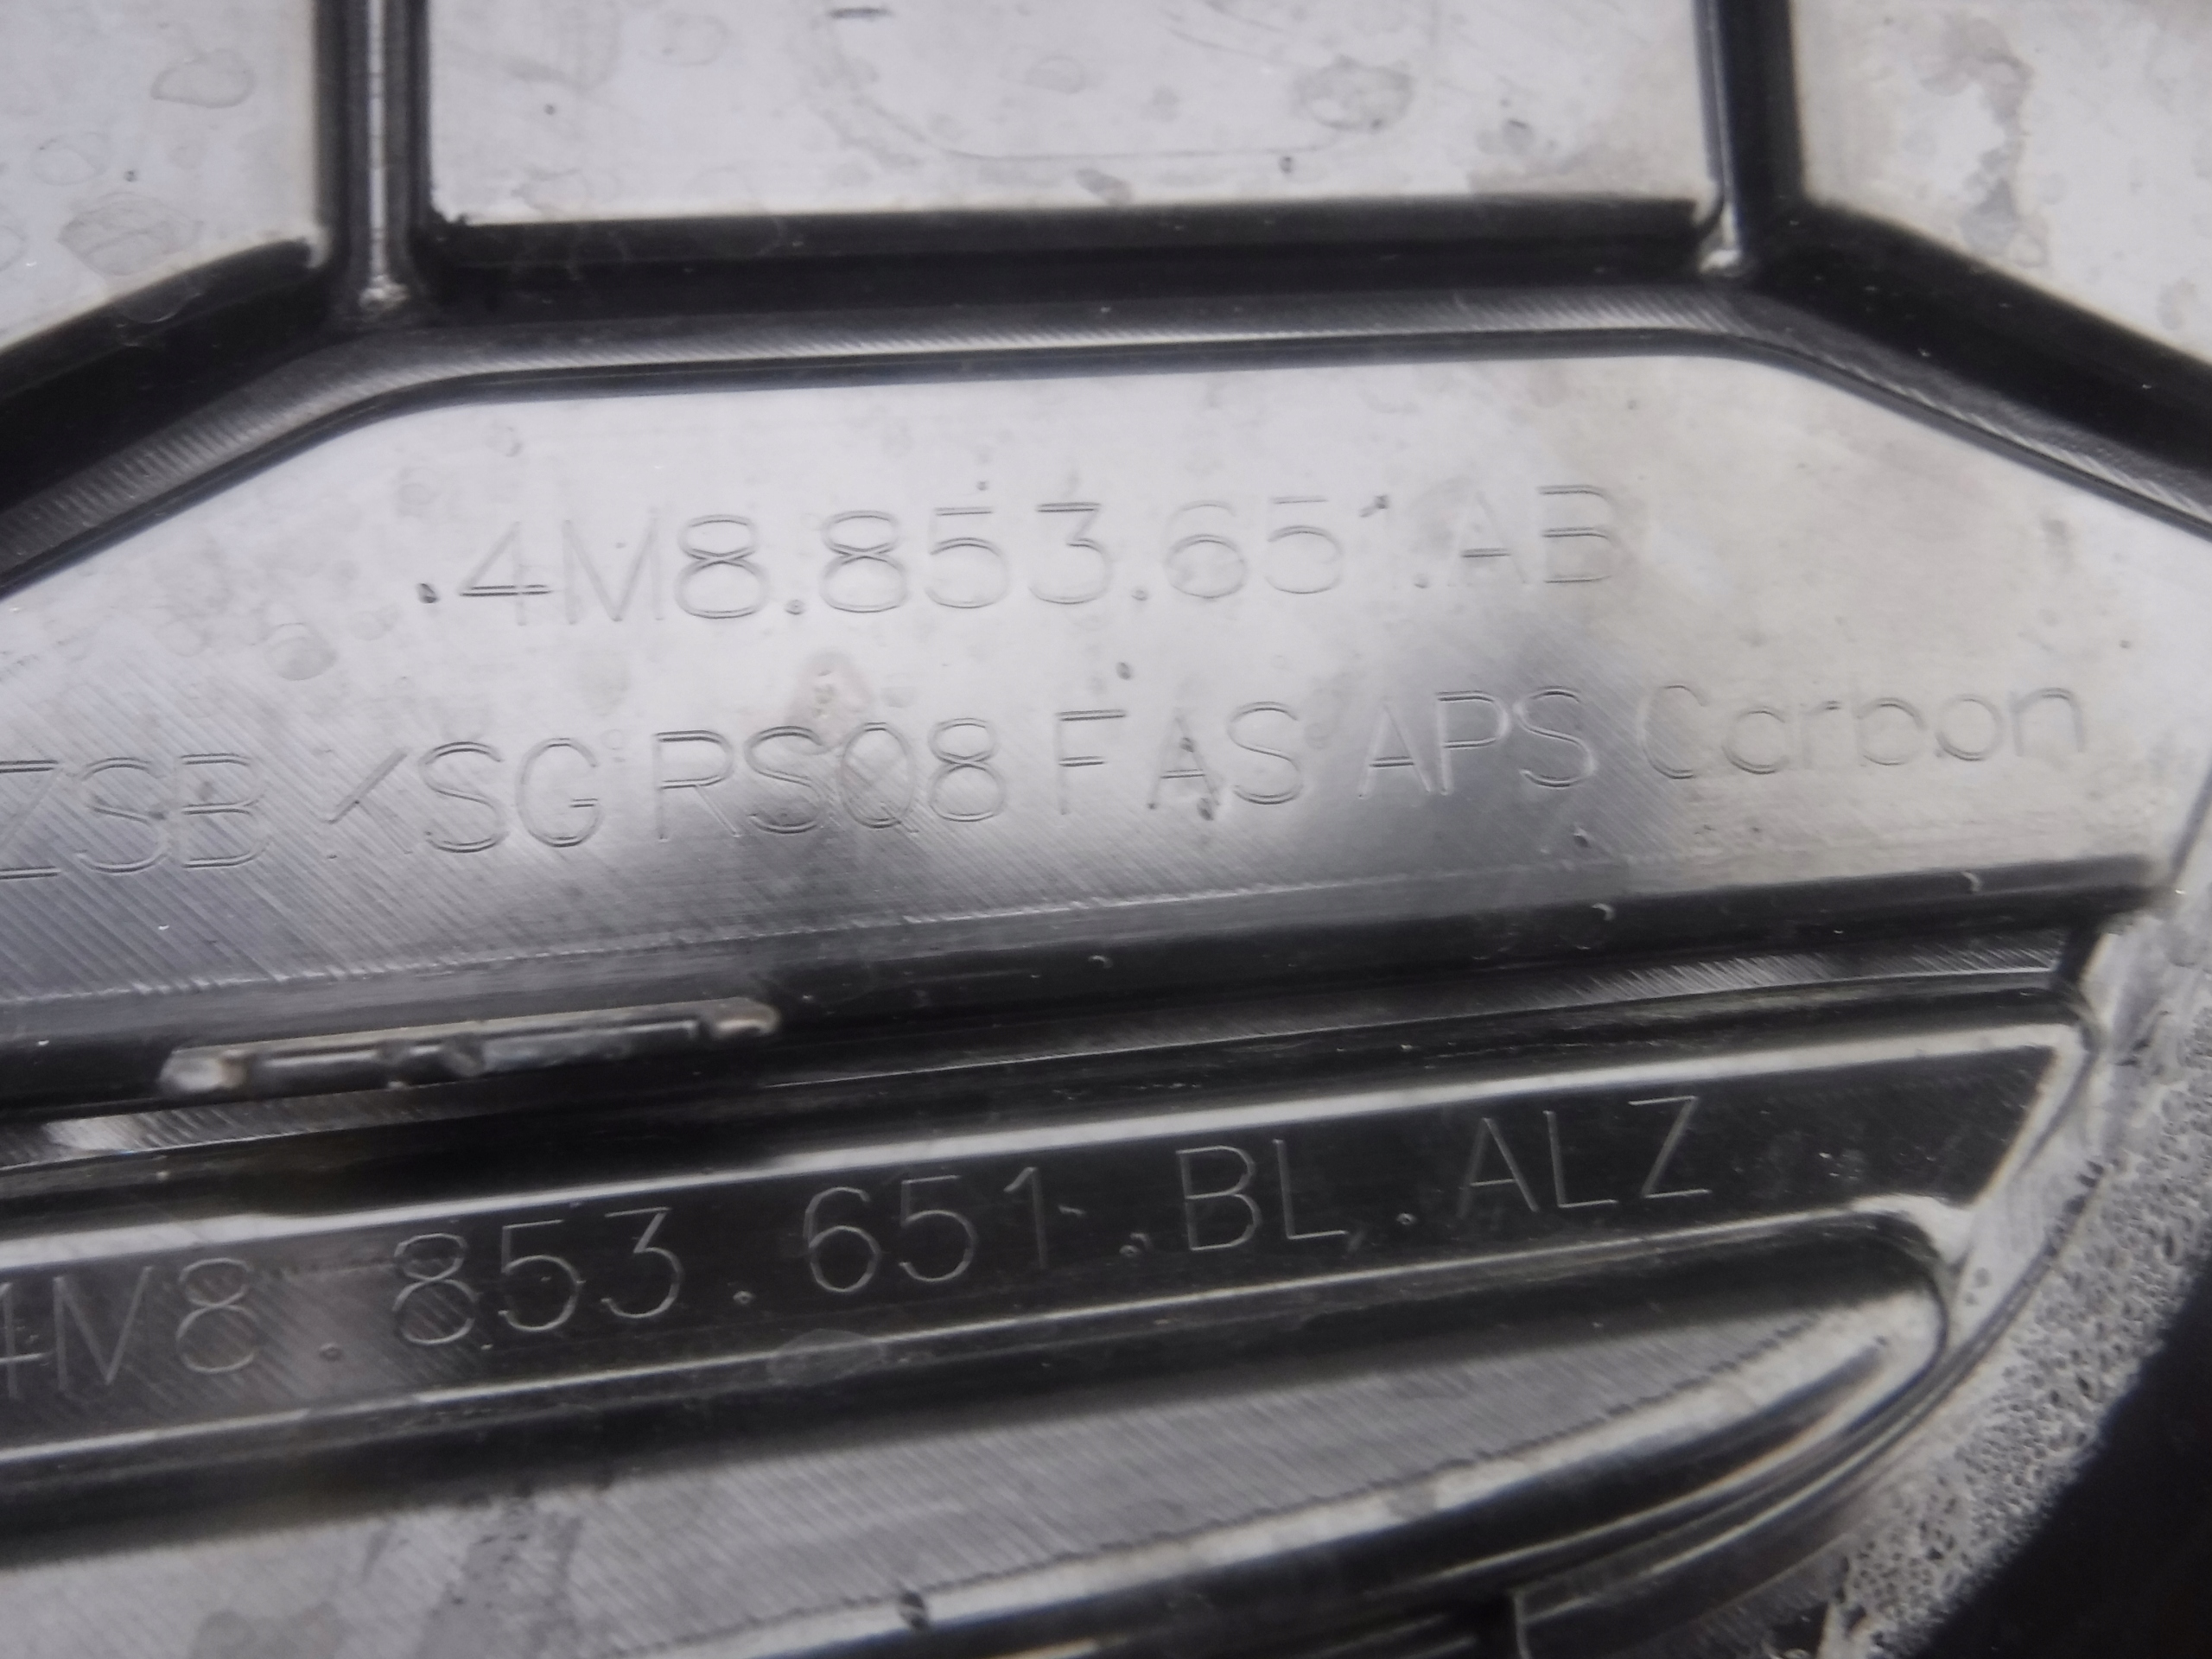 4M8.853.651.AB
ZSB KSG RSQ8 FAS APS Carbon
4M8.853.651.BL.ALZ